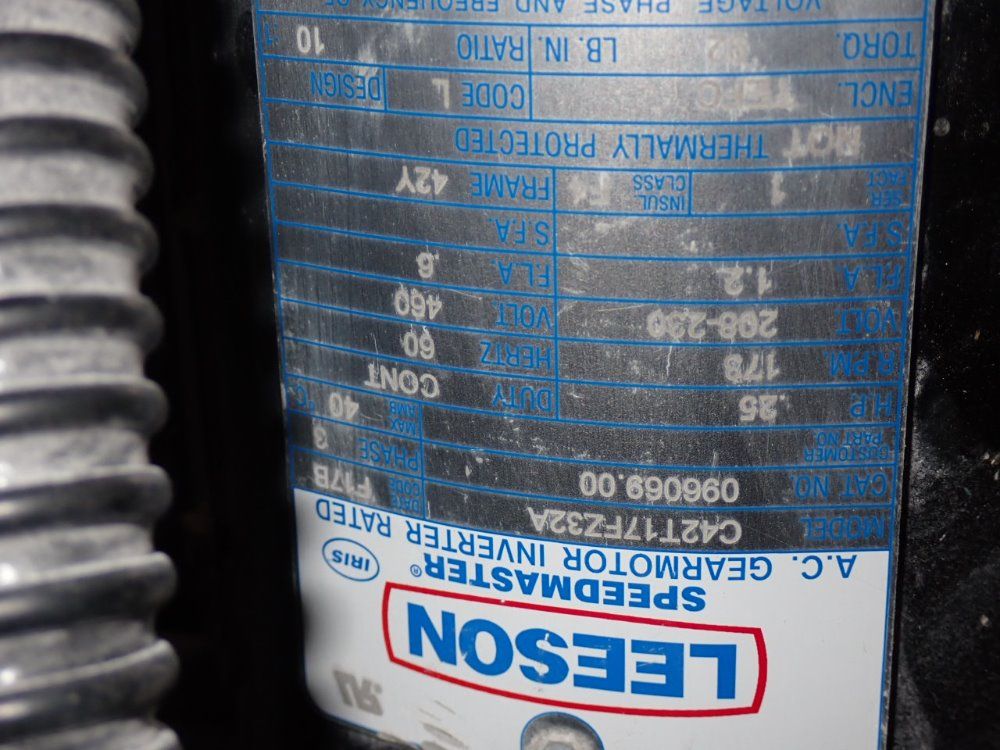 LEESON
SPEEDMASTER®
A.C. GEARMOTOR INVERTER RATED IRIS
MODEL C42T17FZ32A DATE CODE F17B
CAT NO. 096069.00 PHASE 3
CUSTOMER PART NO. MAX AMB 40 °C
H.P. .25 DUTY CONT
R.P.M. 173 HERTZ 60
VOLT 208-230 VOLT 460
F.L.A 1.2 F.L.A. .6
S.F.A. S.F.A.
SER. FACT. 1 INSUL CLASS FRAME 42Y
NOT THERMALLY PROTECTED
ENCL. TEFC CODE L DESIGN
TORQ. LB. IN. RATIO 10
VOLTAGE PHASE AND FREQUENCY OF